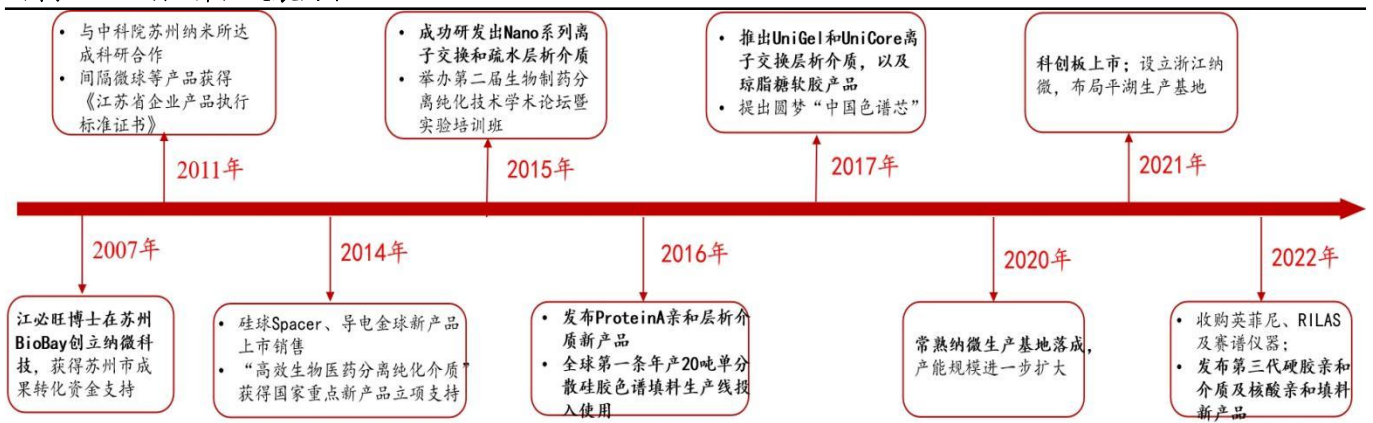 • 与中科院苏州纳米所达
成科研合作
• 间隔微球等产品获得
《江苏省企业产品执行
标准证书》
2011年
• 成功研发出Nano系列离
子交换和疏水层析介质
• 举办第二届生物制药分
离纯化技术学术论坛暨
实验培训班
2015年
• 推出UniGel和UniCore离
子交换层析介质，以及
琼脂糖软胶产品
• 提出圆梦“中国色谱芯”
2017年
科创板上市；设立浙江纳
微，布局平湖生产基地
2021年
2007年
江必旺博士在苏州
BioBay创立纳微科
技，获得苏州市成
果转化资金支持
2014年
• 硅球Spacer、导电金球新产品
上市销售
• “高效生物医药分离纯化介质”
获得国家重点新产品立项支持
2016年
• 发布ProteinA亲和层析介
质新产品
• 全球第一条年产20吨单分
散硅胶色谱填料生产线投
入使用
2020年
常熟纳微生产基地落成，
产能规模进一步扩大
2022年
• 收购英菲尼、RILAS
及赛谱仪器；
• 发布第三代硬胶亲和
介质及核酸亲和填料
新产品